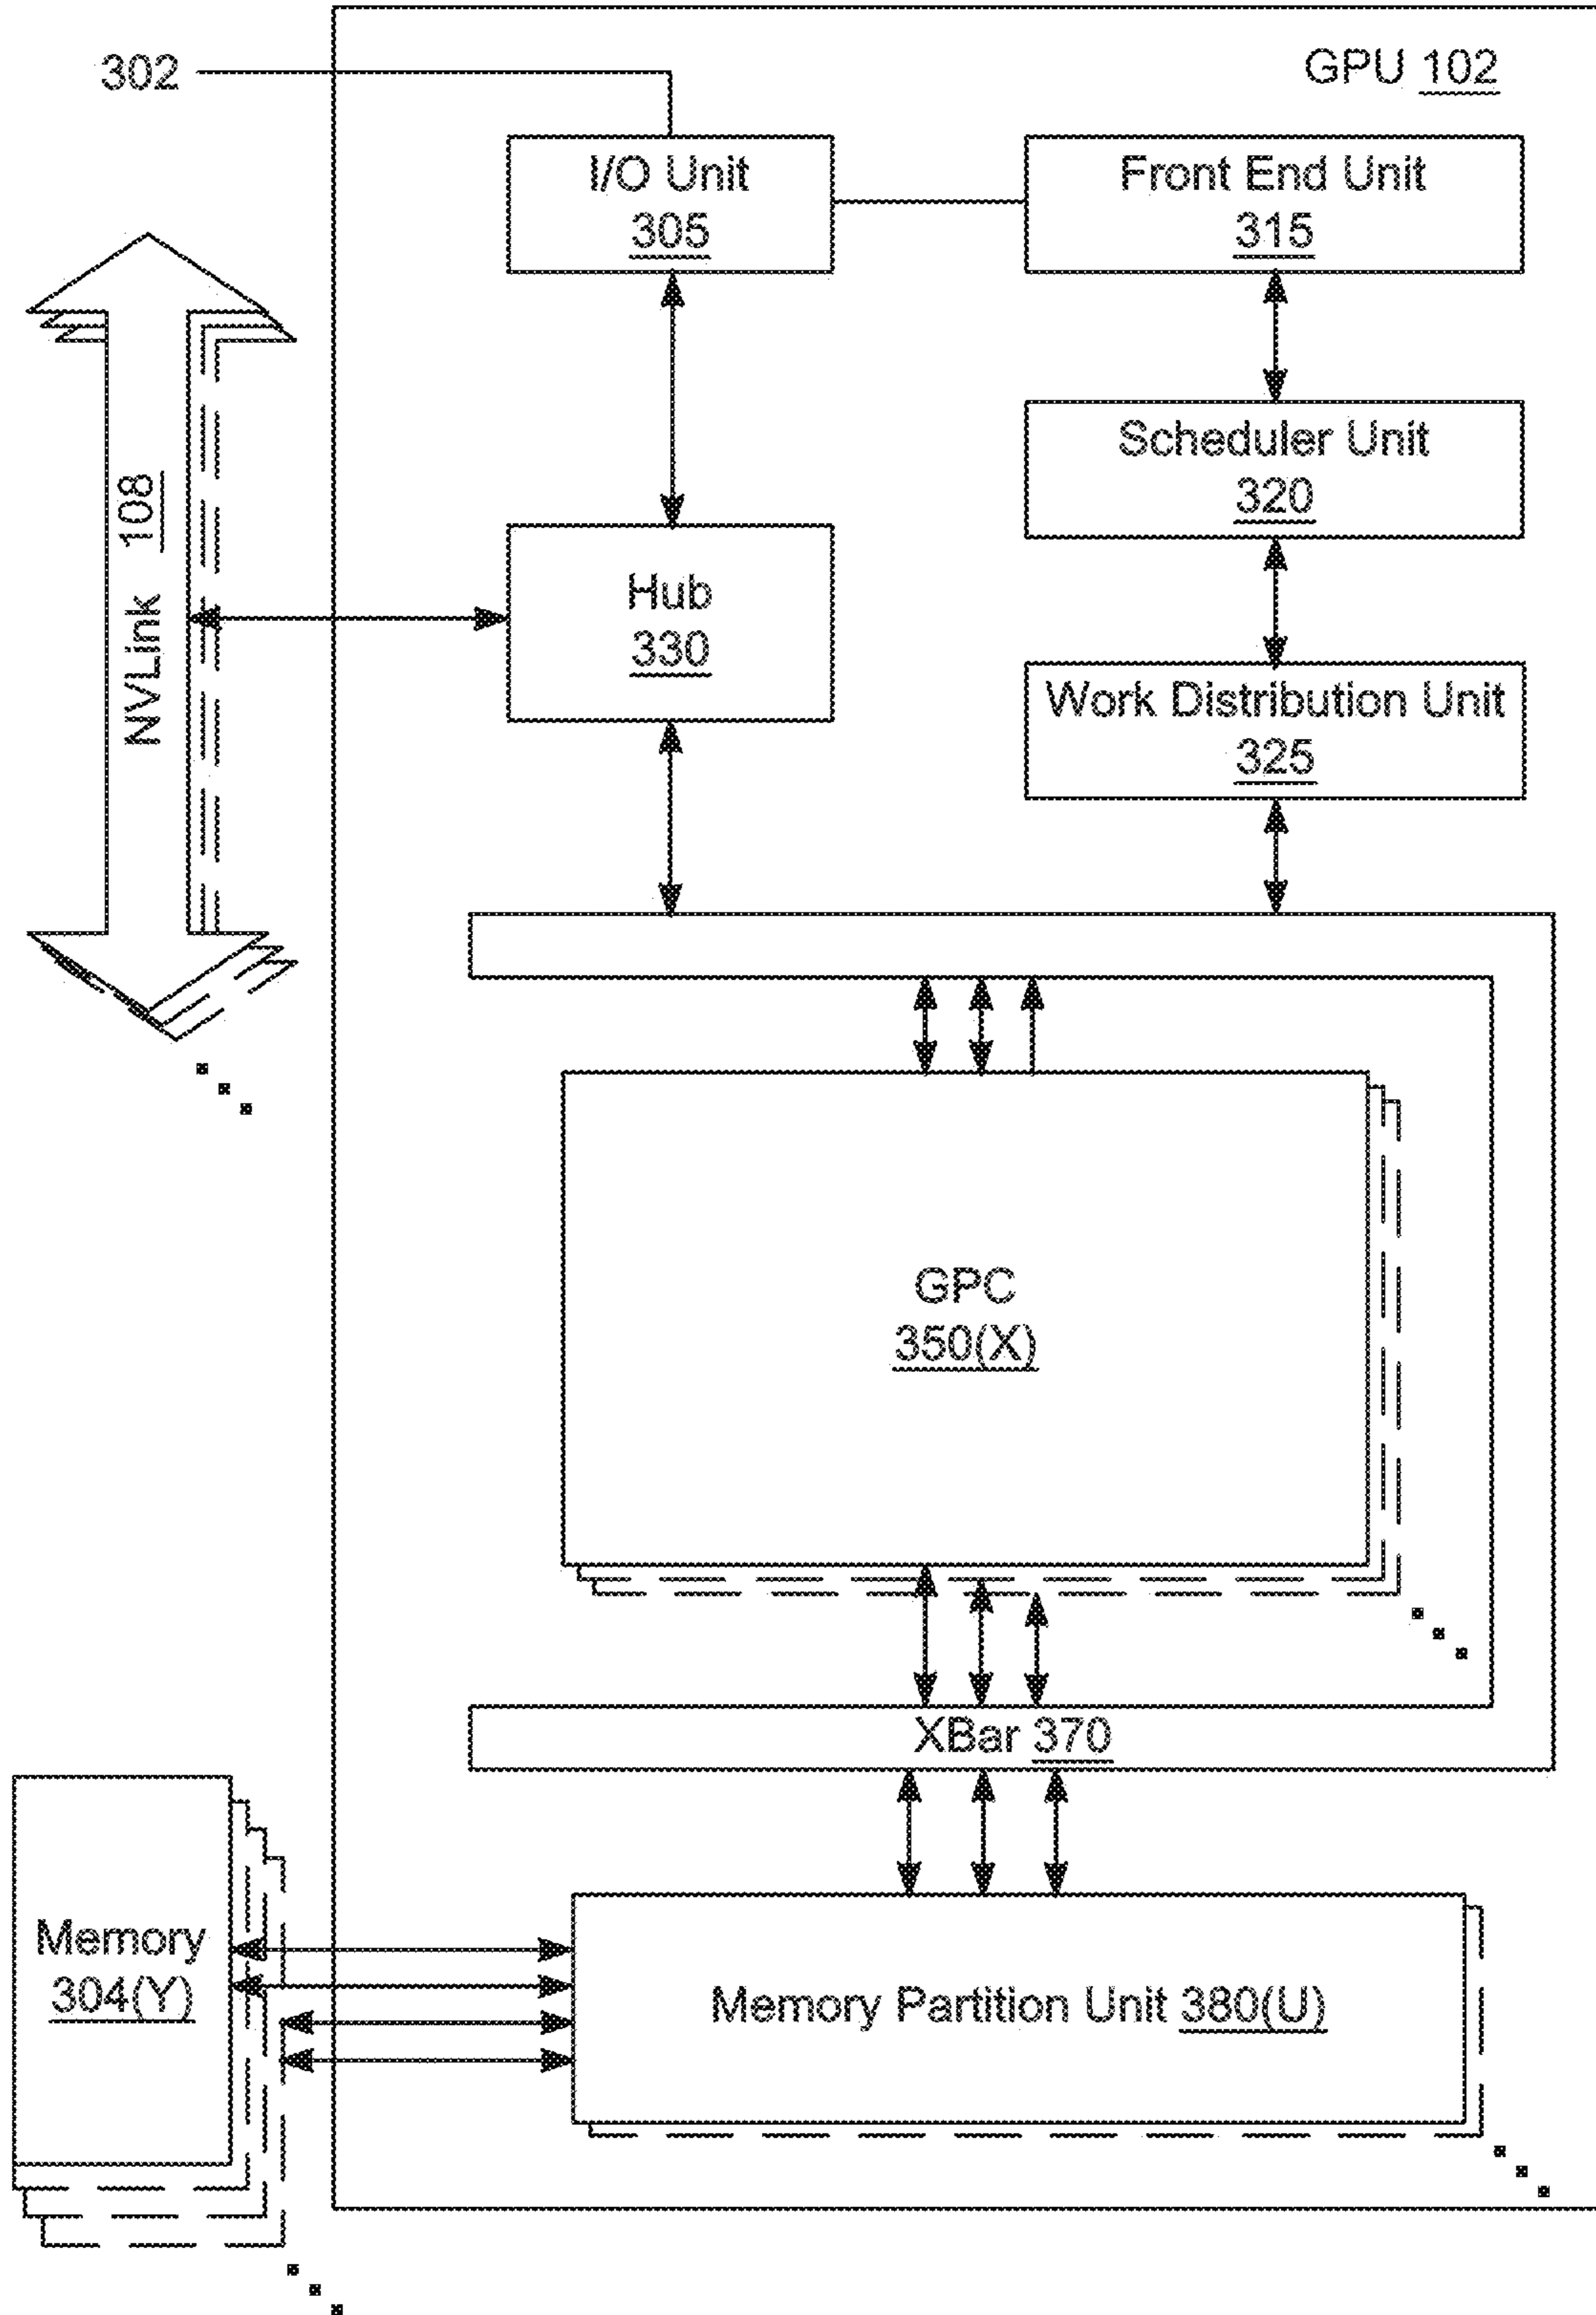 302
GPU 102
I/O Unit
305
Front End Unit
315
Scheduler Unit
320
NVLink 108
Hub
330
Work Distribution Unit
325
GPC
350(X)
XBar 370
Memory
304(Y)
Memory Partition Unit 380(U)